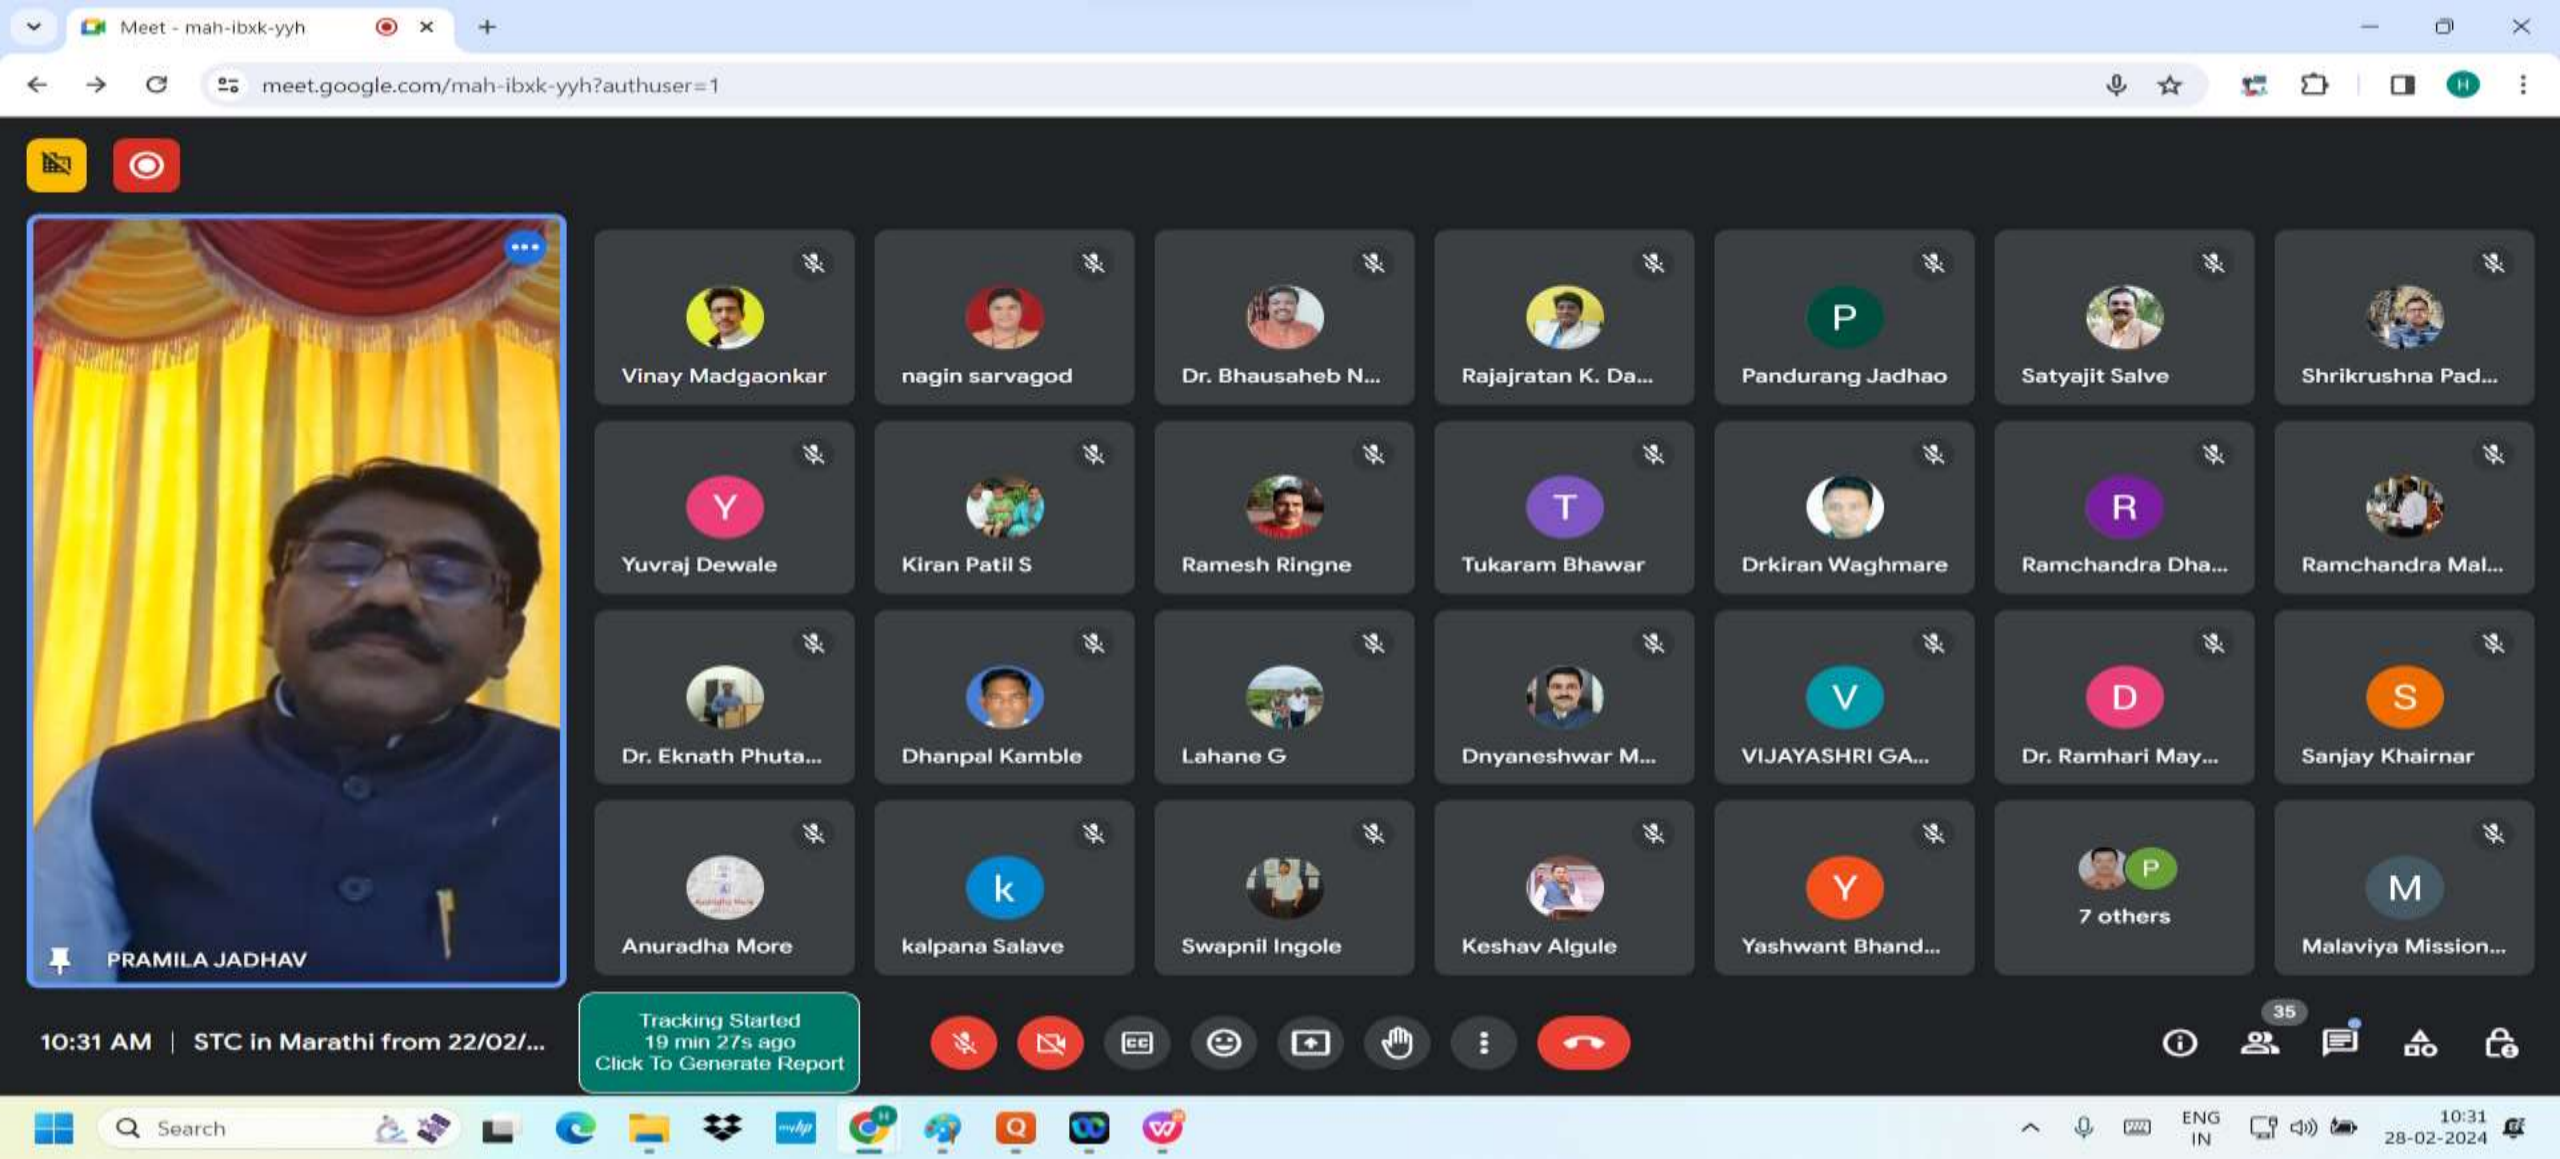 Meet - mah-ibxk-yyh
meet.google.com/mah-ibxk-yyh?authuser=1
H
PRAMILA JADHAV
Vinay Madgaonkar
nagin sarvagod
Dr. Bhausaheb N...
Rajajratan K. Da...
P
Pandurang Jadhao
Satyajit Salve
Shrikrushna Pad...
Y
Yuvraj Dewale
Kiran Patil S
Ramesh Ringne
T
Tukaram Bhawar
Drkiran Waghmare
R
Ramchandra Dha...
Ramchandra Mal...
Dr. Eknath Phuta...
Dhanpal Kamble
Lahane G
Dnyaneshwar M...
V
VIJAYASHRI GA...
D
Dr. Ramhari May...
S
Sanjay Khairnar
Anuradha More
k
kalpana Salave
Swapnil Ingole
Keshav Algule
Y
Yashwant Bhand...
P
7 others
M
Malaviya Mission...
10:31 AM | STC in Marathi from 22/02/...
Tracking Started
19 min 27s ago
Click To Generate Report
CC
35
Search
myhp
H
Q
ENG
IN
10:31
28-02-2024